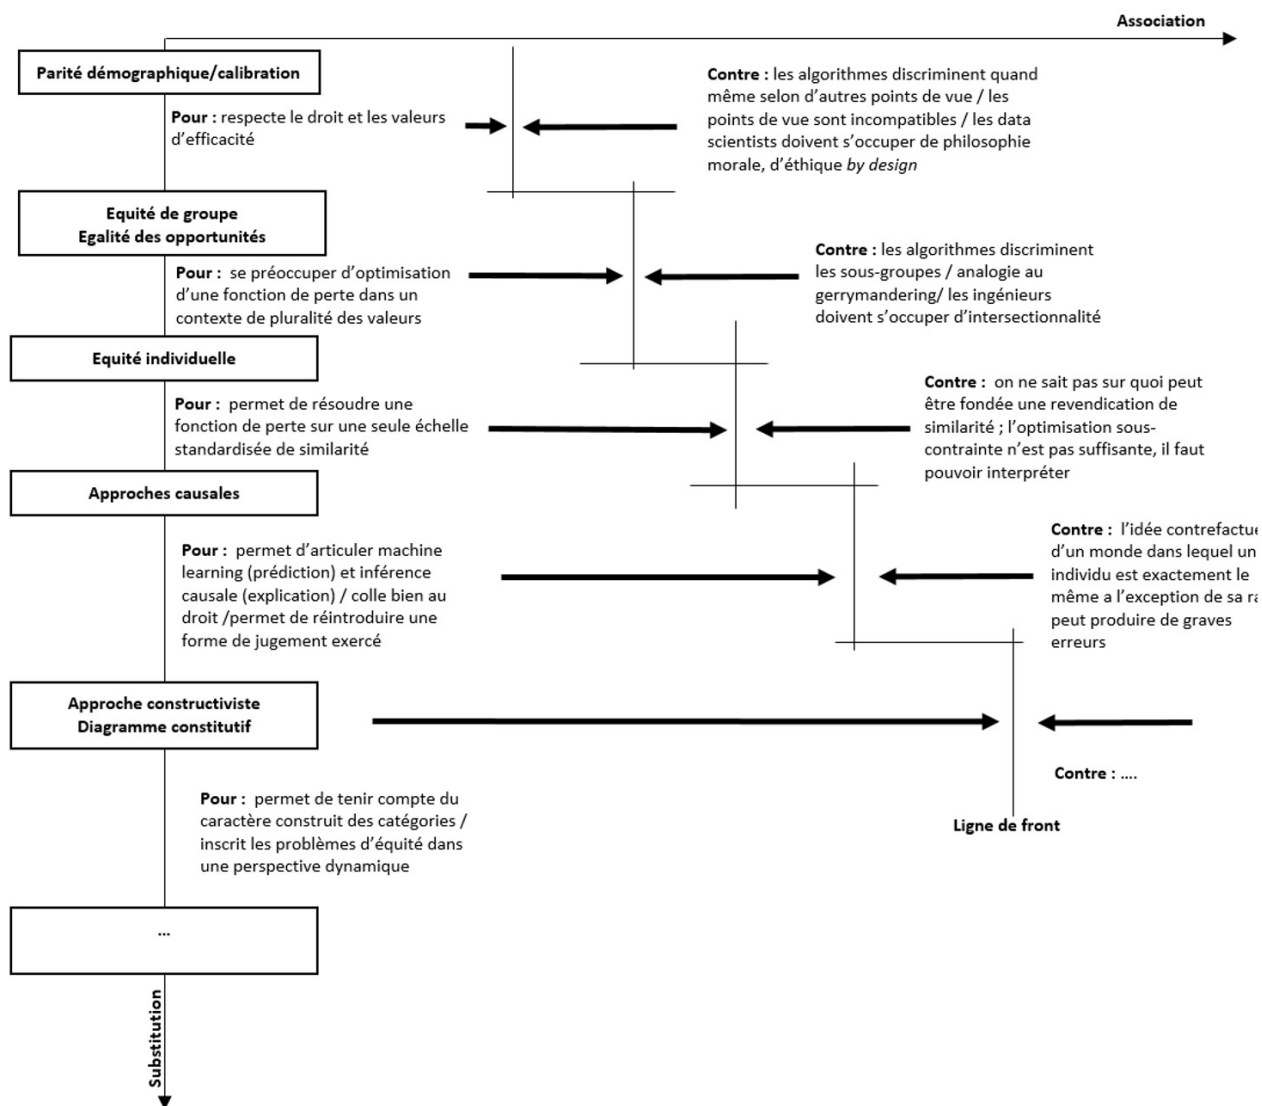 Association
Parité démographique/calibration
Pour : respecte le droit et les valeurs
d’efficacité
Contre : les algorithmes discriminent quand
même selon d’autres points de vue / les
points de vue sont incompatibles / les data
scientists doivent s’occuper de philosophie
morale, d’éthique by design
Equité de groupe
Egalité des opportunités
Pour : se préoccuper d’optimisation
d’une fonction de perte dans un
contexte de pluralité des valeurs
Contre : les algorithmes discriminent
les sous-groupes / analogie au
gerrymandering/ les ingénieurs
doivent s’occuper d’intersectionnalité
Equité individuelle
Pour : permet de résoudre une
fonction de perte sur une seule échelle
standardisée de similarité
Contre : on ne sait pas sur quoi peut
être fondée une revendication de
similarité ; l’optimisation sous-
contrainte n’est pas suffisante, il faut
pouvoir interpréter
Approches causales
Pour : permet d’articuler machine
learning (prédiction) et inférence
causale (explication) / colle bien au
droit /permet de réintroduire une
forme de jugement exercé
Contre : l’idée
d’un monde dans lequel un
individu est exactement le
même a l’exception de sa
peut produire de graves
erreurs
Approche constructiviste
Diagramme constitutif
Pour : permet de tenir compte du
caractère construit des catégories /
inscrit les problèmes d’équité dans
une perspective dynamique
Contre : ....
Ligne de front
...
Substitution